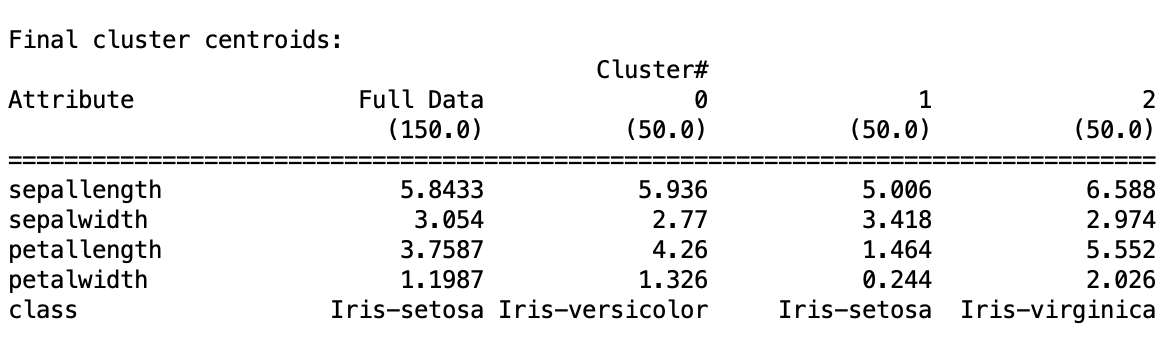 Final cluster centroids:
Cluster#
Attribute Full Data 0 1 2
(150.0) (50.0) (50.0) (50.0)
==================================================================================
sepallength 5.8433 5.936 5.006 6.588
sepalwidth 3.054 2.77 3.418 2.974
petallength 3.7587 4.26 1.464 5.552
petalwidth 1.1987 1.326 0.244 2.026
class Iris-setosa Iris-versicolor Iris-setosa Iris-virginica